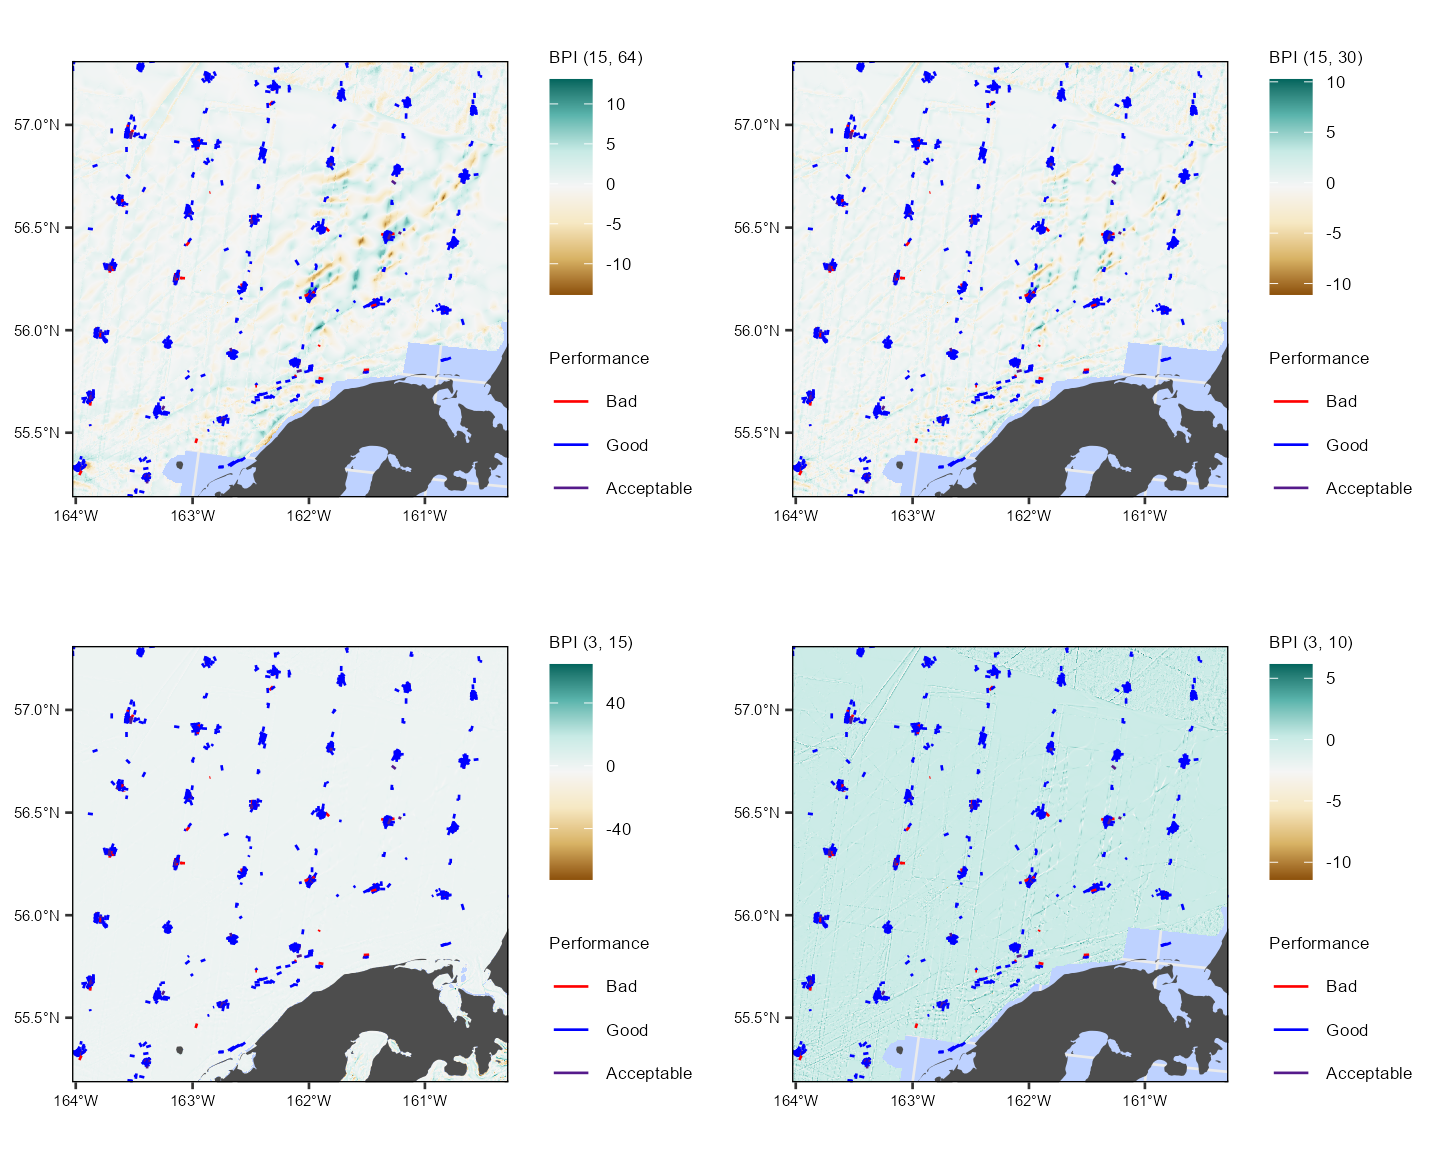 BPI (15, 64)
10
5
0
-5
-10
Performance
Bad
Good
Acceptable
57.0°N
56.5°N
56.0°N
55.5°N
164°W
163°W
162°W
161°W
BPI (15, 30)
10
5
0
-5
-10
Performance
Bad
Good
Acceptable
57.0°N
56.5°N
56.0°N
55.5°N
164°W
163°W
162°W
161°W
BPI (3, 15)
40
0
-40
Performance
Bad
Good
Acceptable
57.0°N
56.5°N
56.0°N
55.5°N
164°W
163°W
162°W
161°W
BPI (3, 10)
5
0
-5
-10
Performance
Bad
Good
Acceptable
57.0°N
56.5°N
56.0°N
55.5°N
164°W
163°W
162°W
161°W